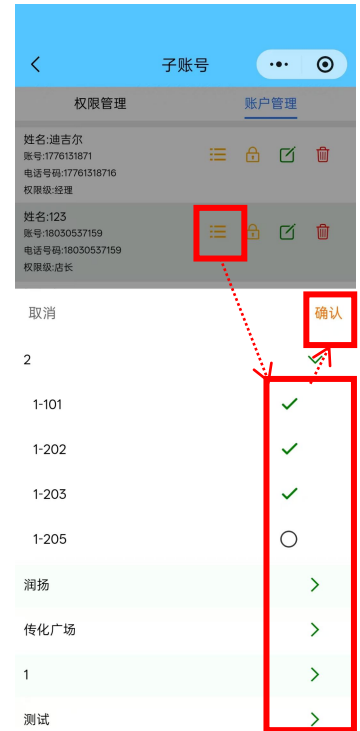 子账号
权限管理 账户管理
姓名:迪吉尔
账号:1776131871
电话号码:17761318716
权限级:经理
姓名:123
账号:18030537159
电话号码:18030537159
权限级:店长
取消 确认
2
1-101
1-202
1-203
1-205
润扬
传化广场
1
测试